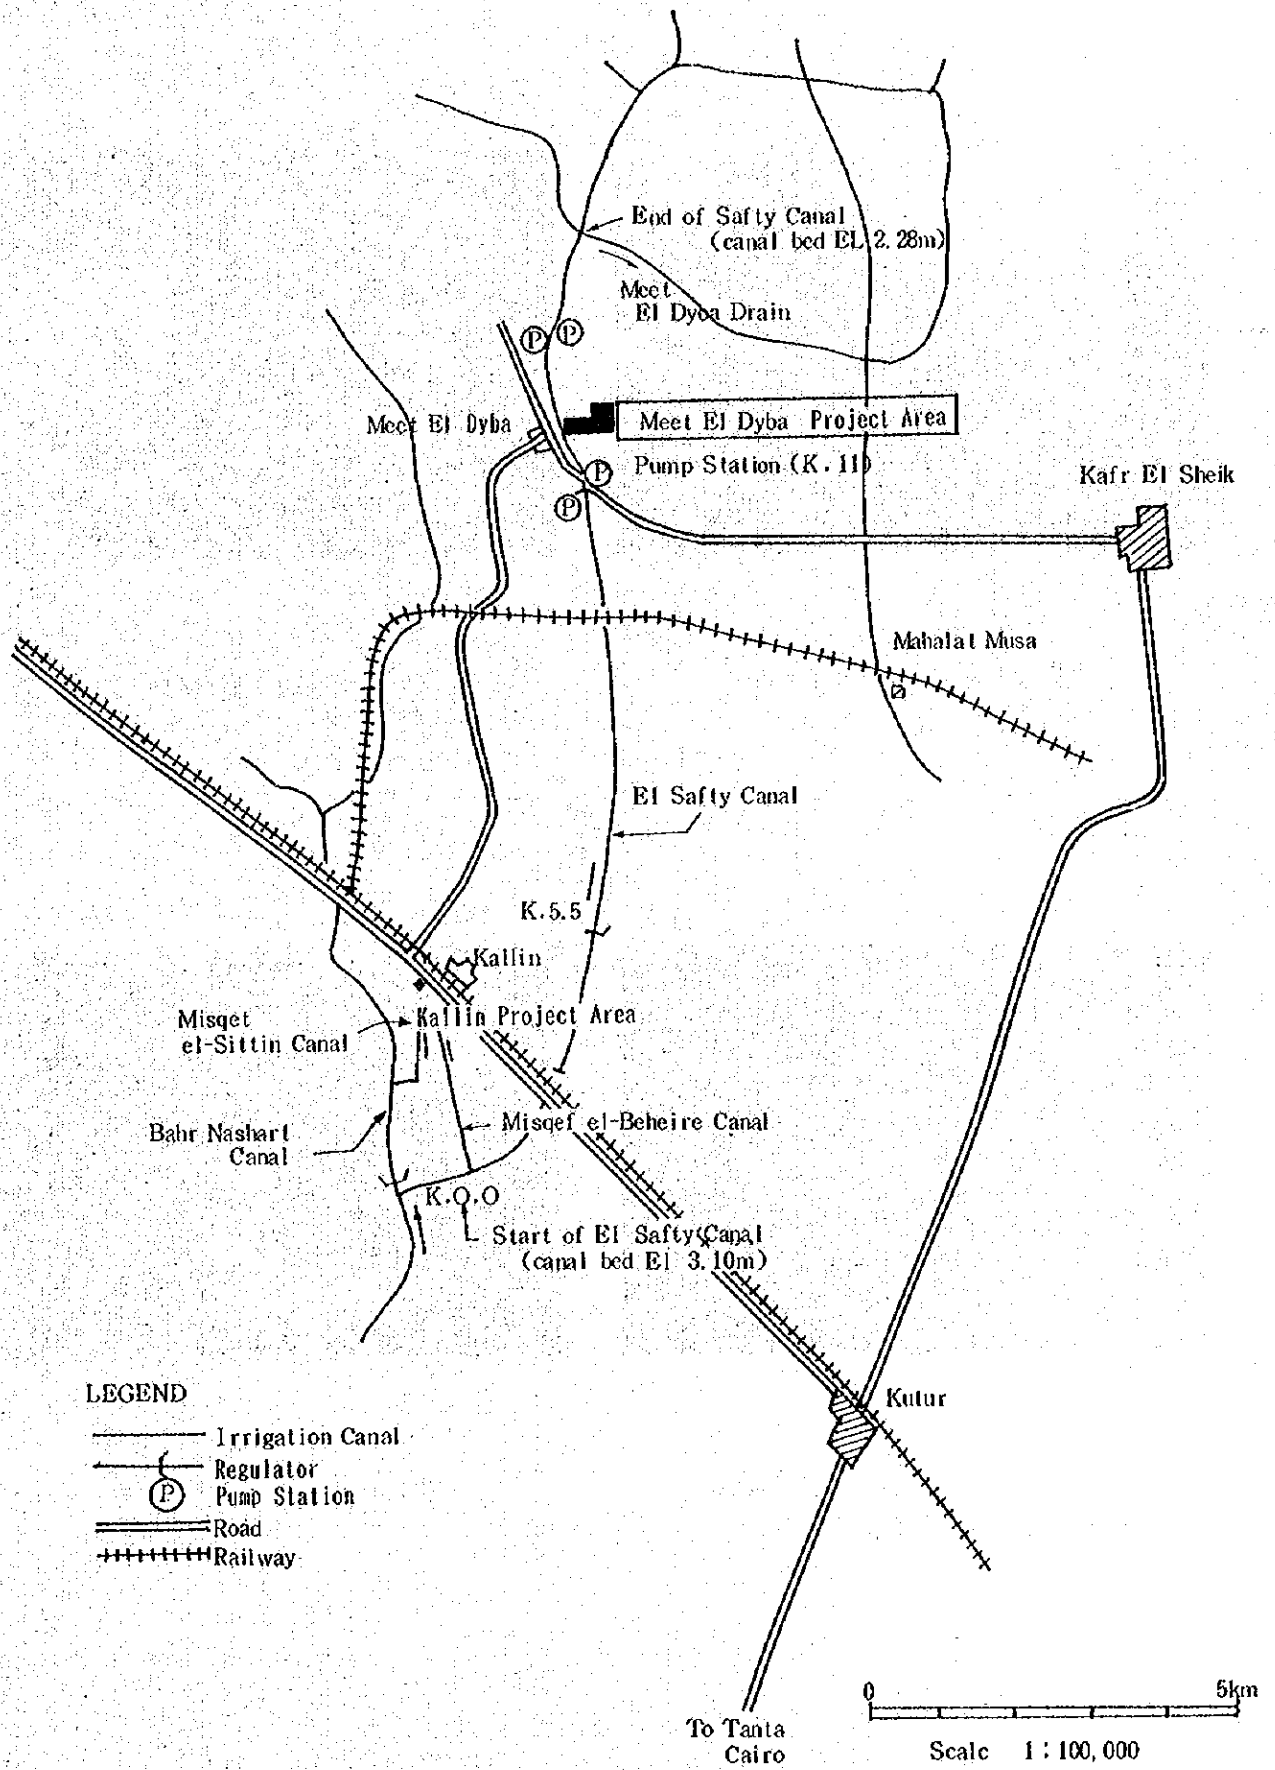 End of Safty Canal
(canal bed EL 2.28m)
Meet
El Dyba Drain
P
P
Meet El Dyba
Meet El Dyba Project Area
P
Pump Station (K.11)
P
Kafr El Sheik
Mahalat Musa
El Safty Canal
K.5.5
Kallin
Misqet
el-Sittin Canal
Kallin Project Area
Bahr Nashart
Canal
Misqef el-Beheire Canal
K.0.0
Start of El Safty Canal
(canal bed El 3.10m)
Kutur
LEGEND
Irrigation Canal
Regulator
P
Pump Station
Road
Railway
To Tanta
Cairo
0
5km
Scale 1:100,000